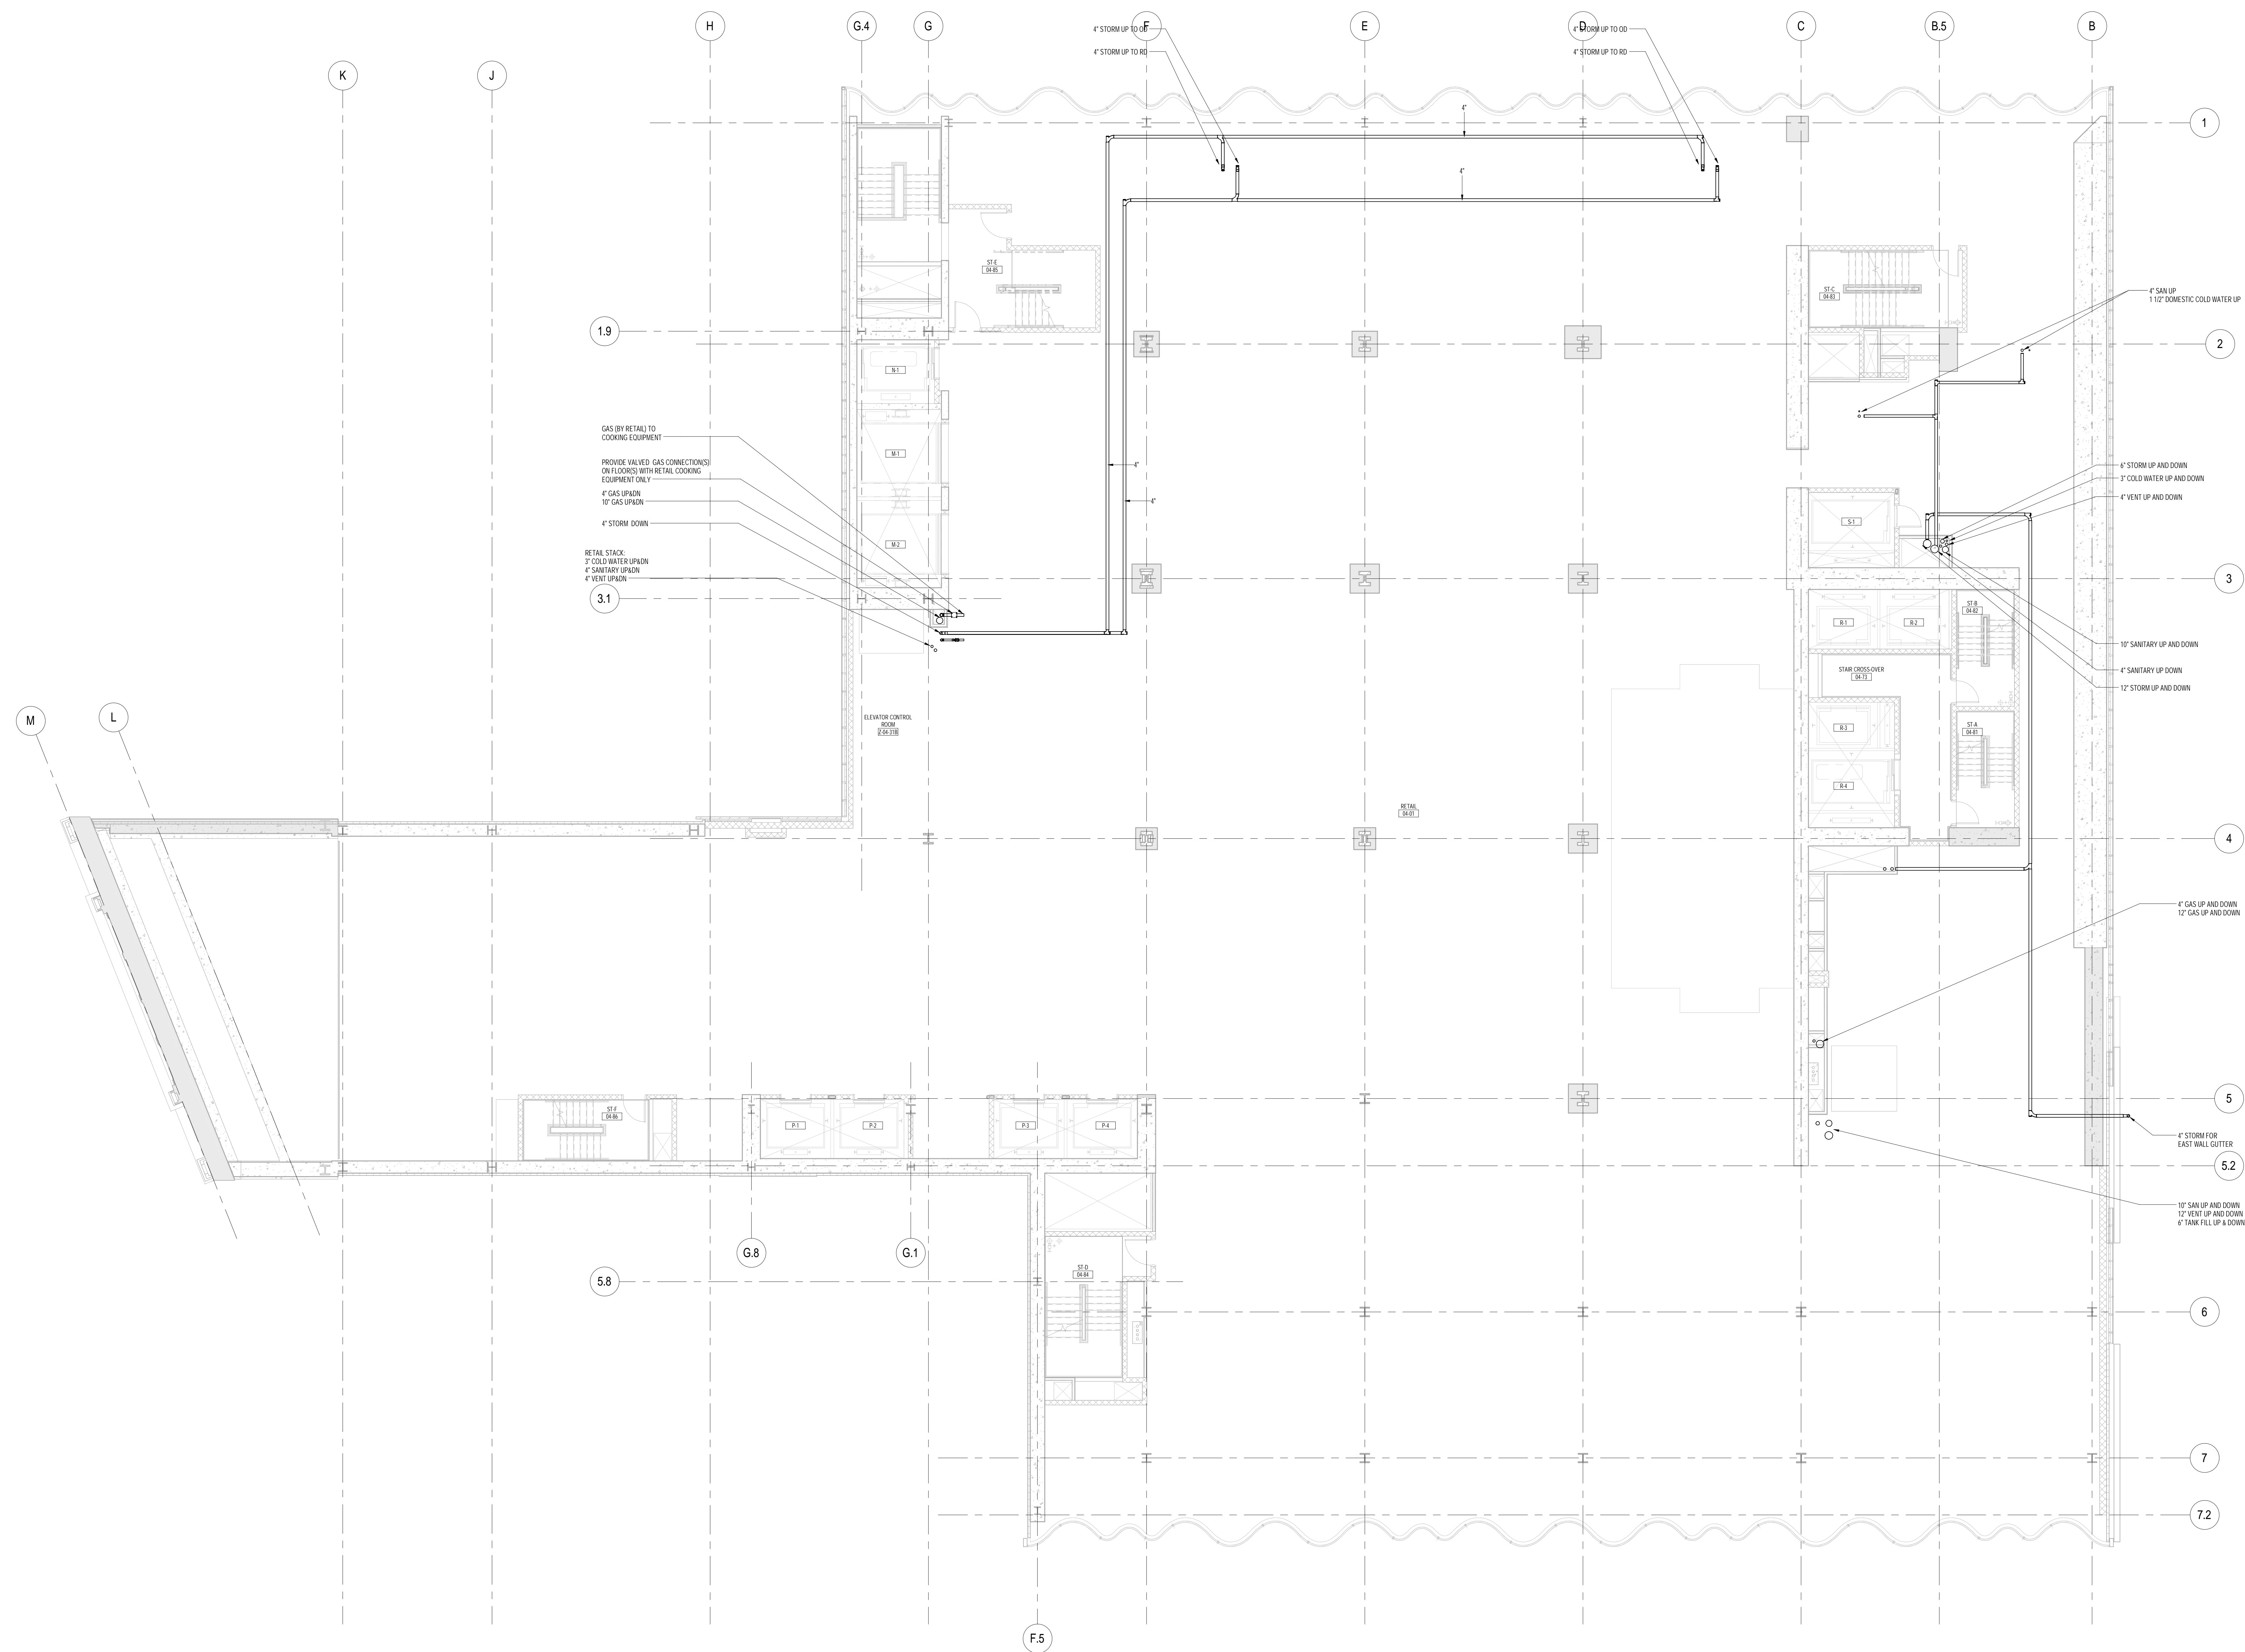 H
G.4
G
F
E
D
C
B.5
B
K
J
4" STORM UP TO OD
4" STORM UP TO RD
4" STORM UP TO OD
4" STORM UP TO RD
1
4"
4"
ST-E
04-85
ST-C
04-83
4" SAN UP
1 1/2" DOMESTIC COLD WATER UP
1.9
2
N-1
GAS (BY RETAIL) TO
COOKING EQUIPMENT
M-1
PROVIDE VALVED GAS CONNECTION(S)
ON FLOOR(S) WITH RETAIL COOKING
EQUIPMENT ONLY
4"
4"
4" GAS UP&DN
10" GAS UP&DN
4" STORM DOWN
M-2
RETAIL STACK:
3" COLD WATER UP&DN
4" SANITARY UP&DN
4" VENT UP&DN
6" STORM UP AND DOWN
3" COLD WATER UP AND DOWN
4" VENT UP AND DOWN
S-1
3
3.1
R-1
R-2
ST-B
04-82
10" SANITARY UP AND DOWN
4" SANITARY UP DOWN
12" STORM UP AND DOWN
STAIR CROSS-OVER
04-73
M
L
ELEVATOR CONTROL
ROOM
Z-04-31B
R-3
ST-A
04-81
R-4
RETAIL
04-01
4
4" GAS UP AND DOWN
12" GAS UP AND DOWN
5
ST-F
04-86
P-1
P-2
P-3
P-4
4" STORM FOR
EAST WALL GUTTER
5.2
10" SAN UP AND DOWN
12" VENT UP AND DOWN
6" TANK FILL UP & DOWN
G.8
G.1
5.8
ST-D
04-84
6
7
7.2
F.5